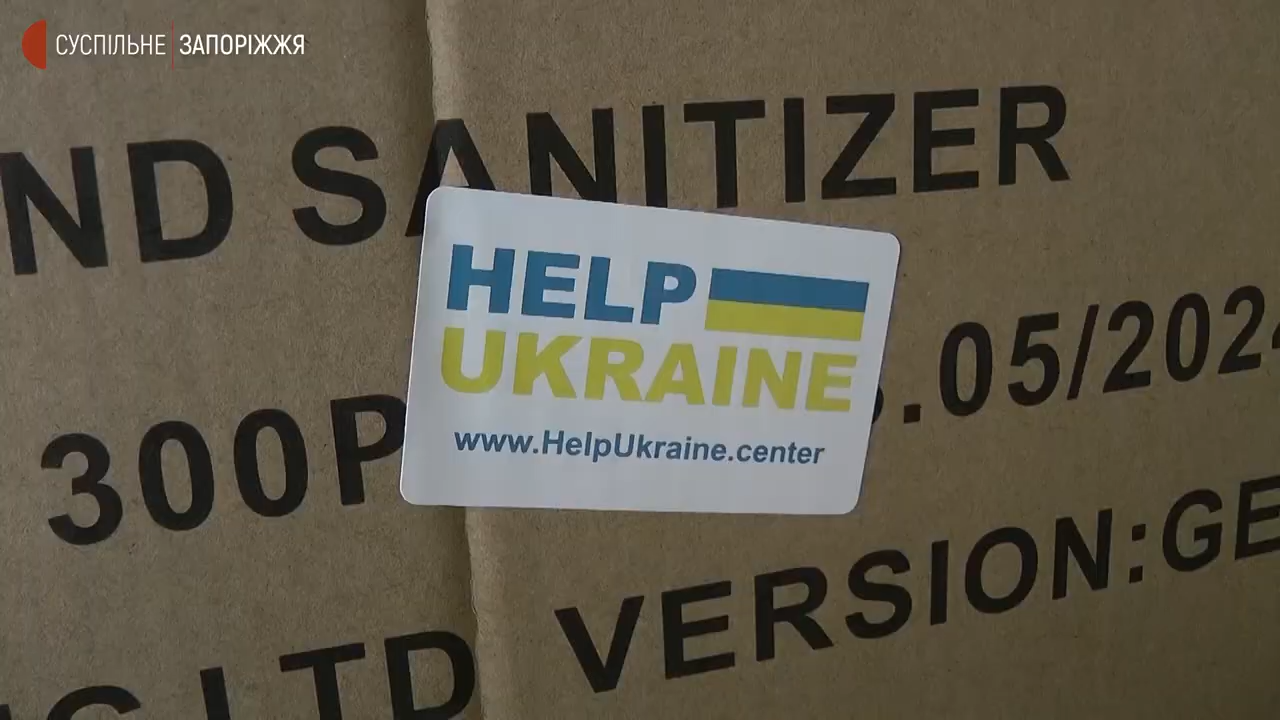 СУСПІЛЬНЕ ЗАПОРІЖЖЯ
ND SANITIZER
HELP
UKRAINE
www.HelpUkraine.center
300P
.05/202
LTD VERSION:GE